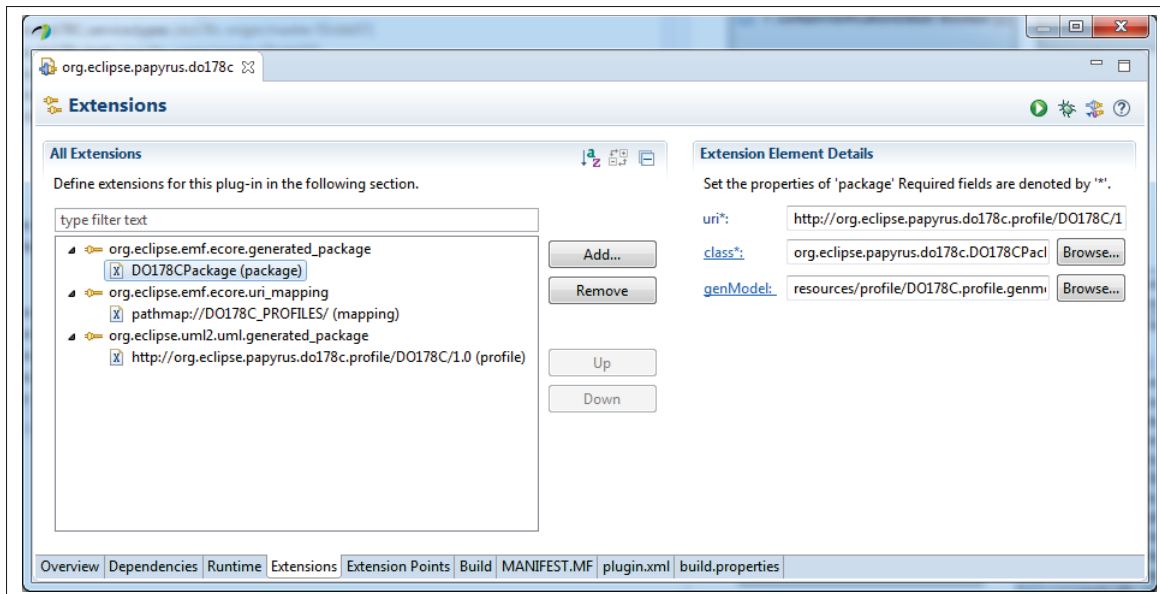 org.eclipse.papyrus.do178c
Extensions
All Extensions
Define extensions for this plug-in in the following section.
type filter text
org.eclipse.emf.ecore.generated_package
DO178CPackage (package)
org.eclipse.emf.ecore.uri_mapping
pathmap://DO178C_PROFILES/ (mapping)
org.eclipse.uml2.uml.generated_package
http://org.eclipse.papyrus.do178c.profile/DO178C/1.0 (profile)
Add...
Remove
Up
Down
Extension Element Details
Set the properties of 'package' Required fields are denoted by '*'.
uri*: http://org.eclipse.papyrus.do178c.profile/DO178C/1
class*: org.eclipse.papyrus.do178c.DO178CPacl Browse...
genModel: resources/profile/DO178C.profile.genm Browse...
Overview Dependencies Runtime Extensions Extension Points Build MANIFEST.MF plugin.xml build.properties